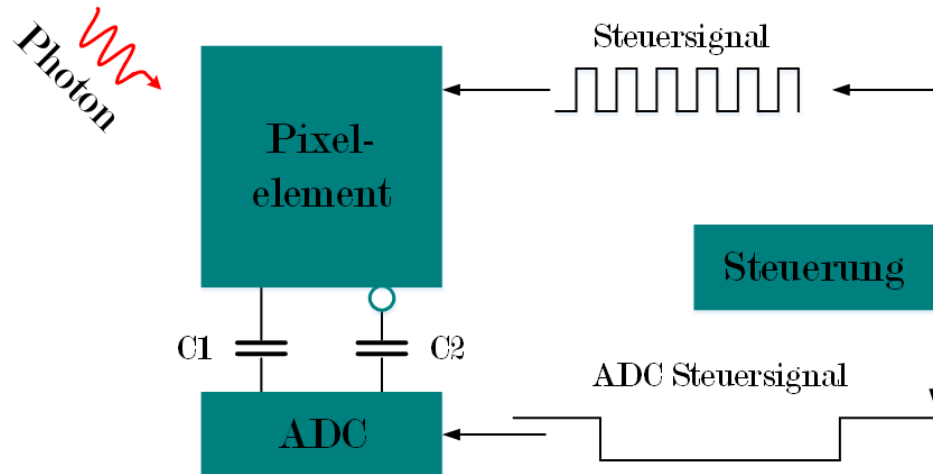 Steuersignal
Photon
Pixel-
element
Steuerung
C1
C2
ADC Steuersignal
ADC